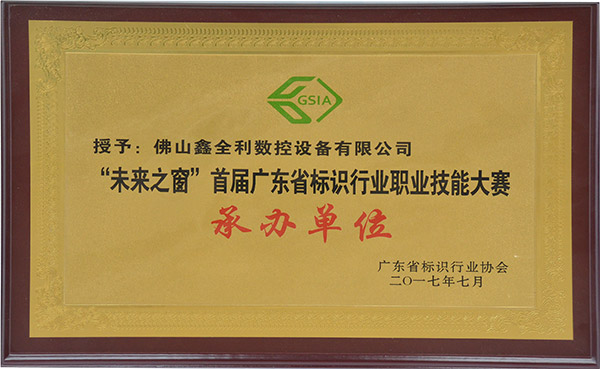 GSIA
授予：佛山鑫全利数控设备有限公司
“未来之窗”首届广东省标识行业职业技能大赛
承办单位
广东省标识行业协会
二〇一七年七月